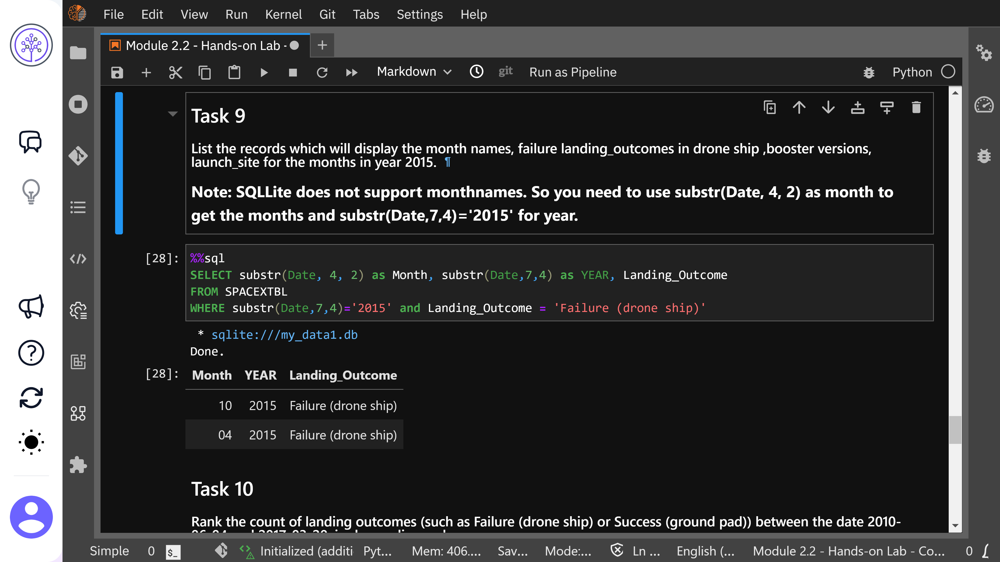 File Edit View Run Kernel Git Tabs Settings Help
Module 2.2 - Hands-on Lab -
Markdown git Run as Pipeline Python
Task 9
List the records which will display the month names, failure landing_outcomes in drone ship ,booster versions,
launch_site for the months in year 2015. ¶
Note: SQLLite does not support monthnames. So you need to use substr(Date, 4, 2) as month to
get the months and substr(Date,7,4)='2015' for year.
[28]: %%sql
SELECT substr(Date, 4, 2) as Month, substr(Date,7,4) as YEAR, Landing_Outcome
FROM SPACEXTBL
WHERE substr(Date,7,4)='2015' and Landing_Outcome = 'Failure (drone ship)'
* sqlite:///my_data1.db
Done.
[28]: Month YEAR Landing_Outcome
10 2015 Failure (drone ship)
04 2015 Failure (drone ship)
Task 10
Rank the count of landing outcomes (such as Failure (drone ship) or Success (ground pad)) between the date 2010-
Simple 0 $_ Initialized (additi Pyt... Mem: 406.... Sav... Mode:... Ln ... English (... Module 2.2 - Hands-on Lab - Co... 0